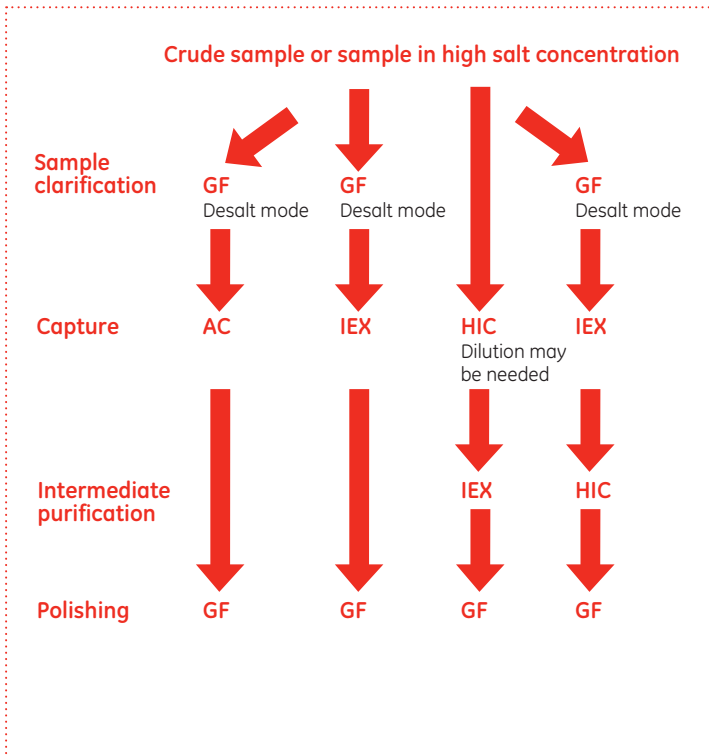 Crude sample or sample in high salt concentration
Sample
clarification
GF
Desalt mode
GF
Desalt mode
GF
Desalt mode
Capture
AC
IEX
HIC
Dilution may
be needed
IEX
Intermediate
purification
IEX
HIC
Polishing
GF
GF
GF
GF